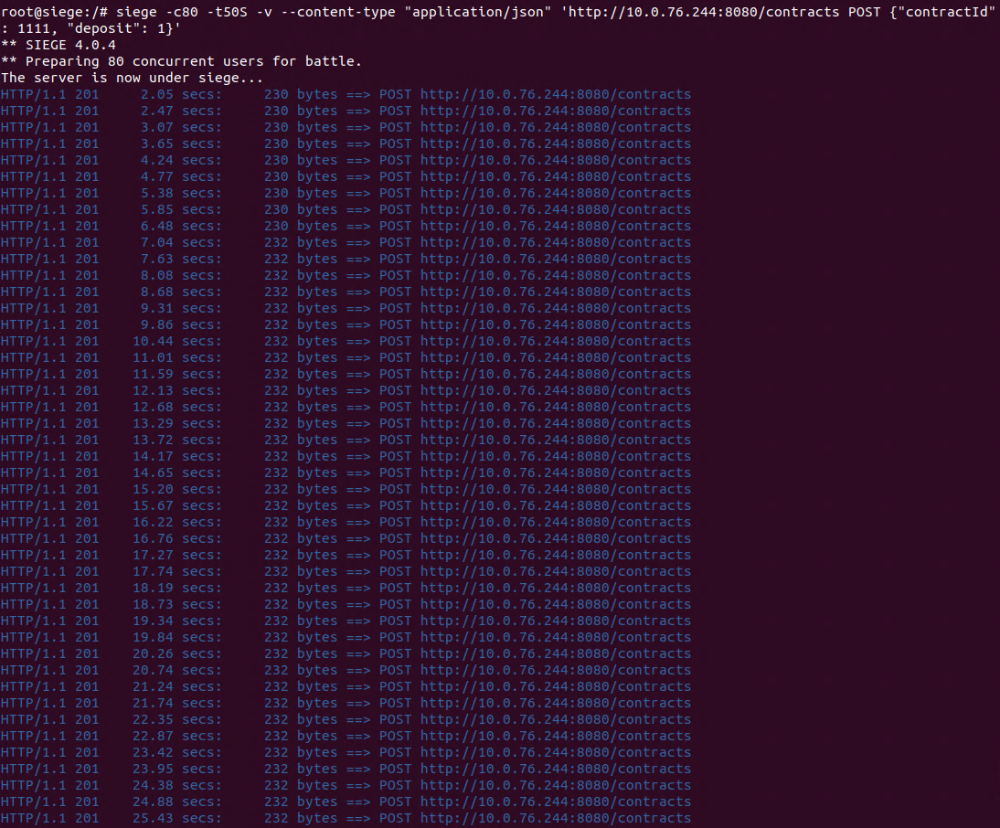 root@siege:/# siege -c80 -t50S -v --content-type "application/json" 'http://10.0.76.244:8080/contracts POST {"contractId"
: 1111, "deposit": 1}'
** SIEGE 4.0.4
** Preparing 80 concurrent users for battle.
The server is now under siege...
HTTP/1.1 201     2.05 secs:     230 bytes ==> POST http://10.0.76.244:8080/contracts
HTTP/1.1 201     2.47 secs:     230 bytes ==> POST http://10.0.76.244:8080/contracts
HTTP/1.1 201     3.07 secs:     230 bytes ==> POST http://10.0.76.244:8080/contracts
HTTP/1.1 201     3.65 secs:     230 bytes ==> POST http://10.0.76.244:8080/contracts
HTTP/1.1 201     4.24 secs:     230 bytes ==> POST http://10.0.76.244:8080/contracts
HTTP/1.1 201     4.77 secs:     230 bytes ==> POST http://10.0.76.244:8080/contracts
HTTP/1.1 201     5.38 secs:     230 bytes ==> POST http://10.0.76.244:8080/contracts
HTTP/1.1 201     5.85 secs:     230 bytes ==> POST http://10.0.76.244:8080/contracts
HTTP/1.1 201     6.48 secs:     230 bytes ==> POST http://10.0.76.244:8080/contracts
HTTP/1.1 201     7.04 secs:     232 bytes ==> POST http://10.0.76.244:8080/contracts
HTTP/1.1 201     7.63 secs:     232 bytes ==> POST http://10.0.76.244:8080/contracts
HTTP/1.1 201     8.08 secs:     232 bytes ==> POST http://10.0.76.244:8080/contracts
HTTP/1.1 201     8.68 secs:     232 bytes ==> POST http://10.0.76.244:8080/contracts
HTTP/1.1 201     9.31 secs:     232 bytes ==> POST http://10.0.76.244:8080/contracts
HTTP/1.1 201     9.86 secs:     232 bytes ==> POST http://10.0.76.244:8080/contracts
HTTP/1.1 201    10.44 secs:     232 bytes ==> POST http://10.0.76.244:8080/contracts
HTTP/1.1 201    11.01 secs:     232 bytes ==> POST http://10.0.76.244:8080/contracts
HTTP/1.1 201    11.59 secs:     232 bytes ==> POST http://10.0.76.244:8080/contracts
HTTP/1.1 201    12.13 secs:     232 bytes ==> POST http://10.0.76.244:8080/contracts
HTTP/1.1 201    12.68 secs:     232 bytes ==> POST http://10.0.76.244:8080/contracts
HTTP/1.1 201    13.29 secs:     232 bytes ==> POST http://10.0.76.244:8080/contracts
HTTP/1.1 201    13.72 secs:     232 bytes ==> POST http://10.0.76.244:8080/contracts
HTTP/1.1 201    14.17 secs:     232 bytes ==> POST http://10.0.76.244:8080/contracts
HTTP/1.1 201    14.65 secs:     232 bytes ==> POST http://10.0.76.244:8080/contracts
HTTP/1.1 201    15.20 secs:     232 bytes ==> POST http://10.0.76.244:8080/contracts
HTTP/1.1 201    15.67 secs:     232 bytes ==> POST http://10.0.76.244:8080/contracts
HTTP/1.1 201    16.22 secs:     232 bytes ==> POST http://10.0.76.244:8080/contracts
HTTP/1.1 201    16.76 secs:     232 bytes ==> POST http://10.0.76.244:8080/contracts
HTTP/1.1 201    17.27 secs:     232 bytes ==> POST http://10.0.76.244:8080/contracts
HTTP/1.1 201    17.74 secs:     232 bytes ==> POST http://10.0.76.244:8080/contracts
HTTP/1.1 201    18.19 secs:     232 bytes ==> POST http://10.0.76.244:8080/contracts
HTTP/1.1 201    18.73 secs:     232 bytes ==> POST http://10.0.76.244:8080/contracts
HTTP/1.1 201    19.34 secs:     232 bytes ==> POST http://10.0.76.244:8080/contracts
HTTP/1.1 201    19.84 secs:     232 bytes ==> POST http://10.0.76.244:8080/contracts
HTTP/1.1 201    20.26 secs:     232 bytes ==> POST http://10.0.76.244:8080/contracts
HTTP/1.1 201    20.74 secs:     232 bytes ==> POST http://10.0.76.244:8080/contracts
HTTP/1.1 201    21.24 secs:     232 bytes ==> POST http://10.0.76.244:8080/contracts
HTTP/1.1 201    21.74 secs:     232 bytes ==> POST http://10.0.76.244:8080/contracts
HTTP/1.1 201    22.35 secs:     232 bytes ==> POST http://10.0.76.244:8080/contracts
HTTP/1.1 201    22.87 secs:     232 bytes ==> POST http://10.0.76.244:8080/contracts
HTTP/1.1 201    23.42 secs:     232 bytes ==> POST http://10.0.76.244:8080/contracts
HTTP/1.1 201    23.95 secs:     232 bytes ==> POST http://10.0.76.244:8080/contracts
HTTP/1.1 201    24.38 secs:     232 bytes ==> POST http://10.0.76.244:8080/contracts
HTTP/1.1 201    24.88 secs:     232 bytes ==> POST http://10.0.76.244:8080/contracts
HTTP/1.1 201    25.43 secs:     232 bytes ==> POST http://10.0.76.244:8080/contracts